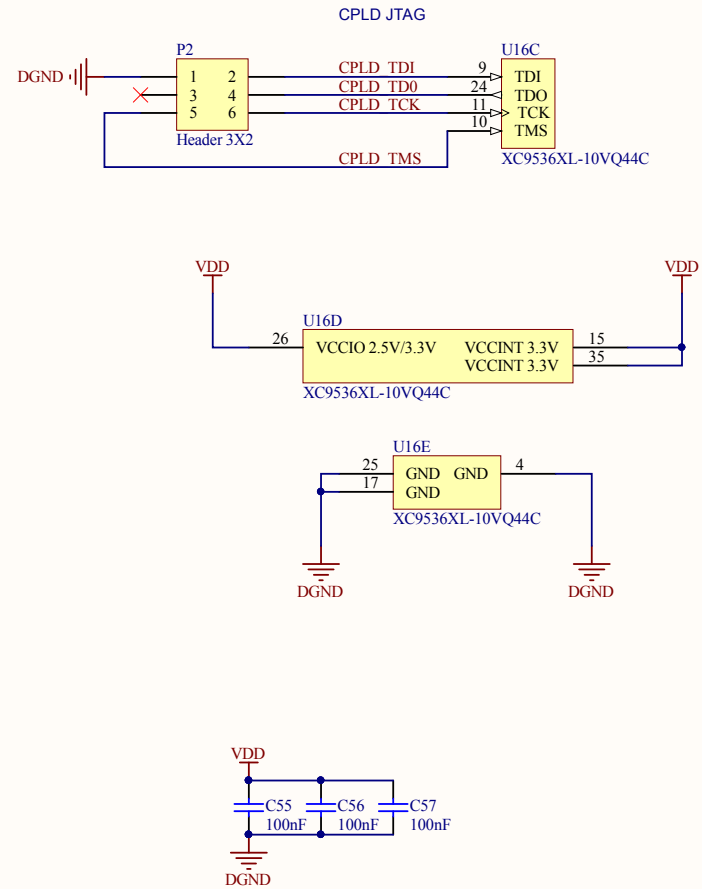 CPLD JTAG
P2
U16C
DGND
1 2
3 4
5 6
Header 3X2
CPLD_TDI
CPLD_TD0
CPLD_TCK
CPLD_TMS
9 TDI
24 TDO
11 TCK
10 TMS
XC9536XL-10VQ44C
VDD
VDD
U16D
26 VCCIO 2.5V/3.3V VCCINT 3.3V 15
VCCINT 3.3V 35
XC9536XL-10VQ44C
U16E
25 GND GND 4
17 GND
XC9536XL-10VQ44C
DGND
DGND
VDD
C55 C56 C57
100nF 100nF 100nF
DGND